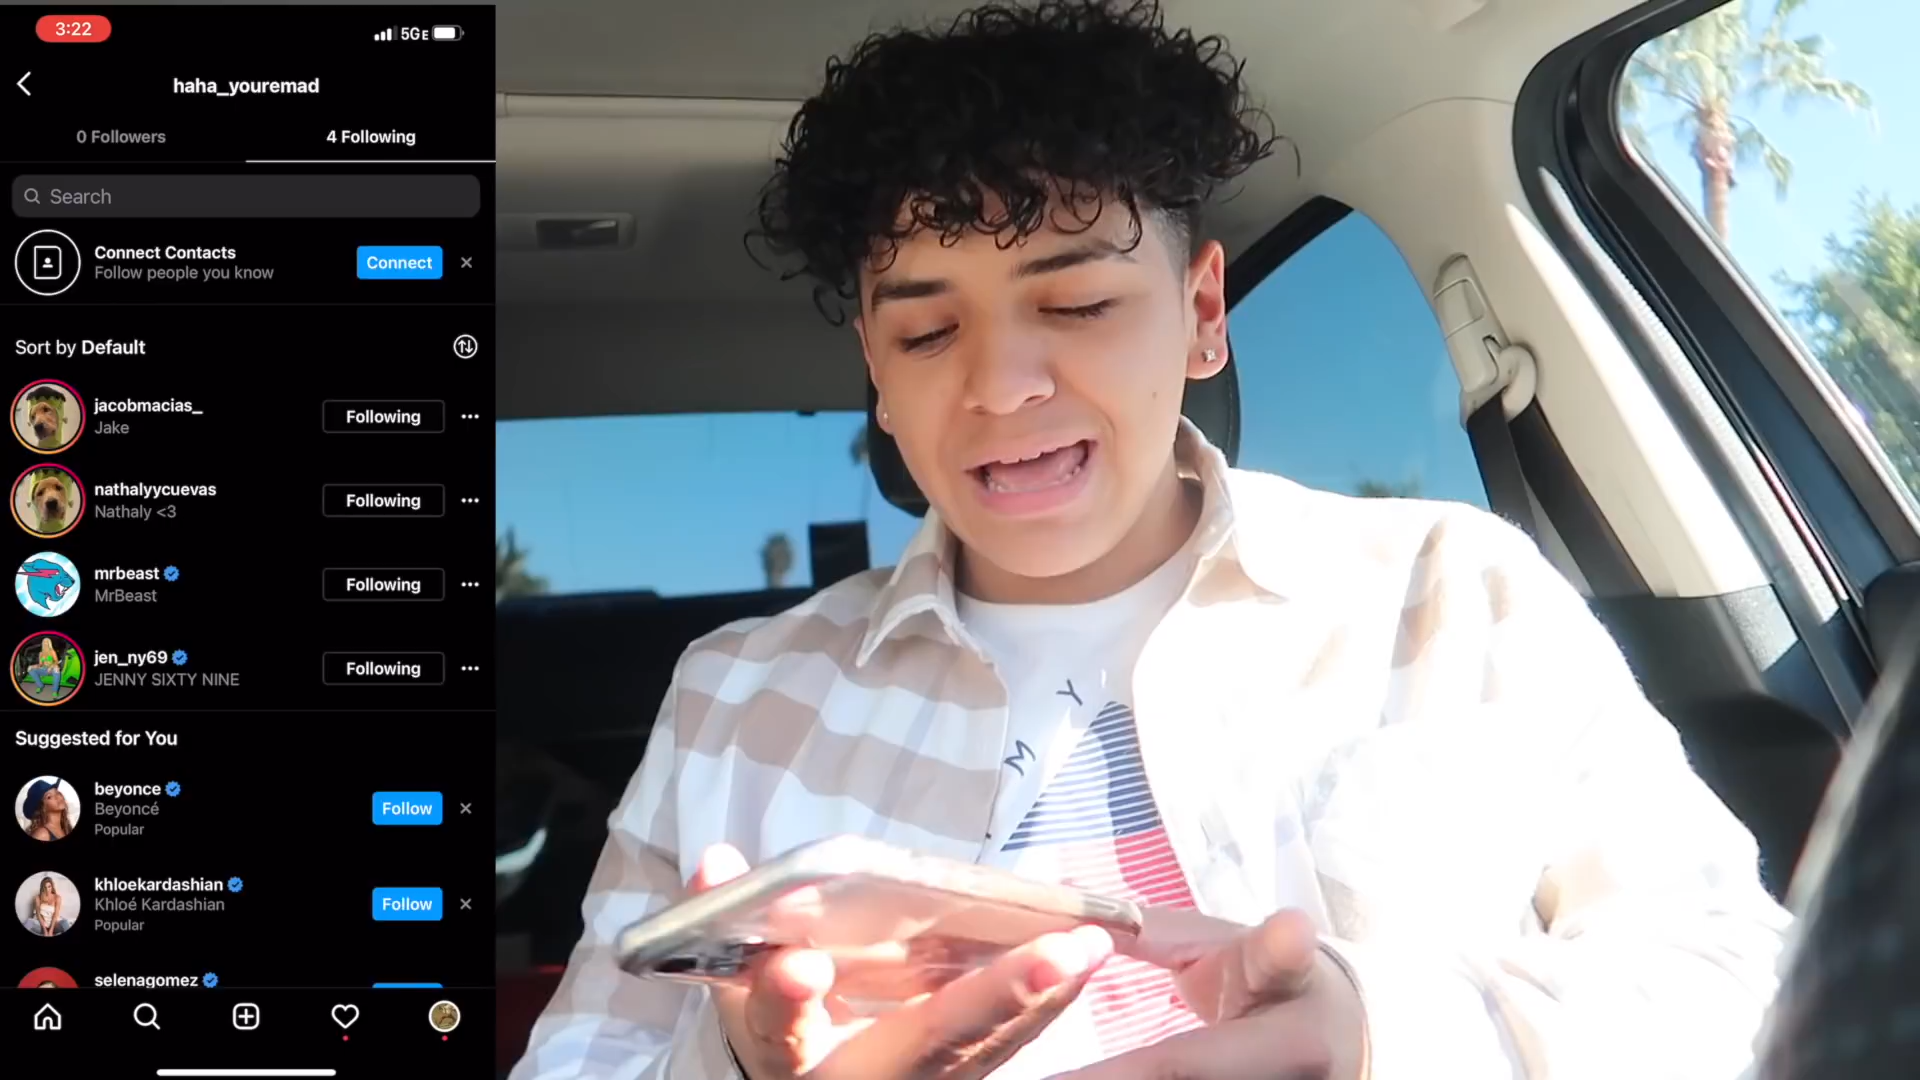 3:22
5GE
haha_youremad
0 Followers
4 Following
Search
Connect Contacts
Follow people you know
Connect
Sort by Default
jacobmacias_
Jake
Following
nathalyycuevas
Nathaly <3
Following
mrbeast
MrBeast
Following
jen_ny69
JENNY SIXTY NINE
Following
Suggested for You
beyonce
Beyoncé
Popular
Follow
khloekardashian
Khloé Kardashian
Popular
Follow
selenagomez
M Y